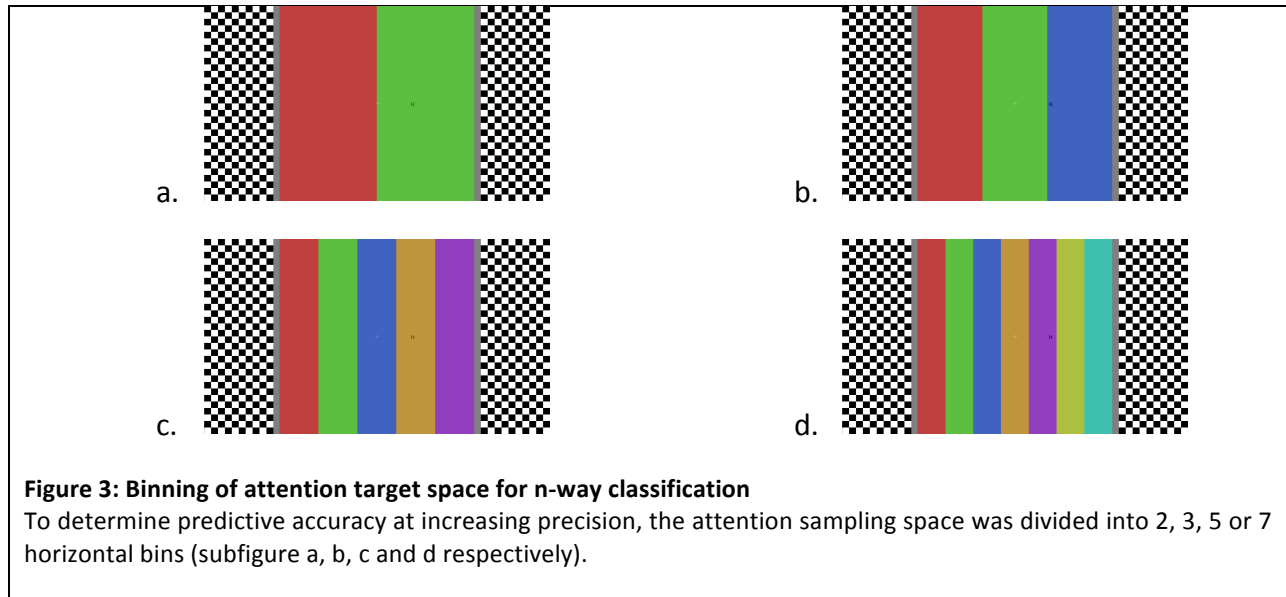 a.
b.
c.
d.
Figure 3: Binning of attention target space for n-way classification
To determine predictive accuracy at increasing precision, the attention sampling space was divided into 2, 3, 5 or 7
horizontal bins (subfigure a, b, c and d respectively).